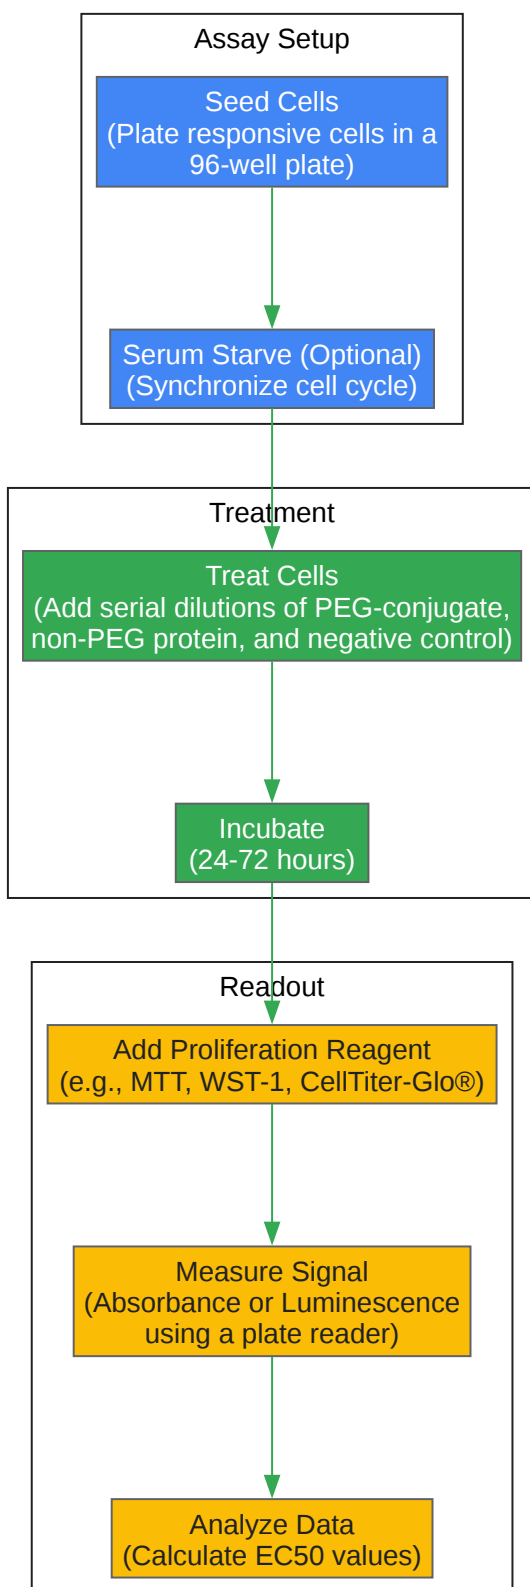 Assay Setup
Seed Cells
(Plate responsive cells in a
96-well plate)
Serum Starve (Optional)
(Synchronize cell cycle)
Treatment
Treat Cells
(Add serial dilutions of PEG-conjugate,
non-PEG protein, and negative control)
Incubate
(24-72 hours)
Readout
Add Proliferation Reagent
(e.g., MTT, WST-1, CellTiter-Glo®)
Measure Signal
(Absorbance or Luminescence
using a plate reader)
Analyze Data
(Calculate EC50 values)